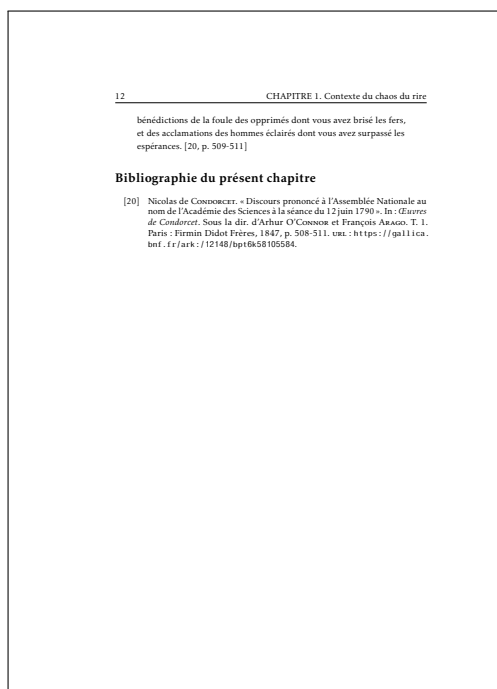 12 CHAPITRE 1. Contexte du chaos du rire
bénédictions de la foule des opprimés dont vous avez brisé les fers,
et des acclamations des hommes éclairés dont vous avez surpassé les
espérances. [20, p. 509-511]
Bibliographie du présent chapitre
[20] Nicolas de Condorcet. « Discours prononcé à l'Assemblée Nationale au
nom de l'Académie des Sciences à la séance du 12 juin 1790 ». In : Œuvres
de Condorcet. Sous la dir. d'Arhur O'Connor et François Arago. T. 1.
Paris : Firmin Didot Frères, 1847, p. 508-511. url : https://gallica.
bnf.fr/ark:/12148/bpt6k58105584.